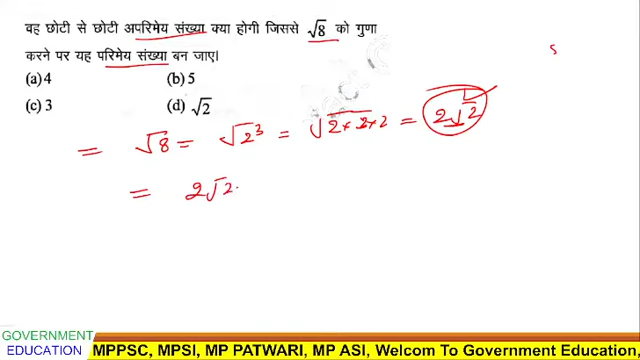 वह छोटी से छोटी अपरिमेय संख्या क्या होगी जिससे √8 को गुणा
करने पर यह परिमेय संख्या बन जाए।
(a) 4 (b) 5
(c) 3 (d) √2
= √8 = √2³ = √2×2×2 = 2√2
= 2√2
GOVERNMENT
EDUCATION
MPPSC, MPSI, MP PATWARI, MP ASI, Welcom To Government Education,